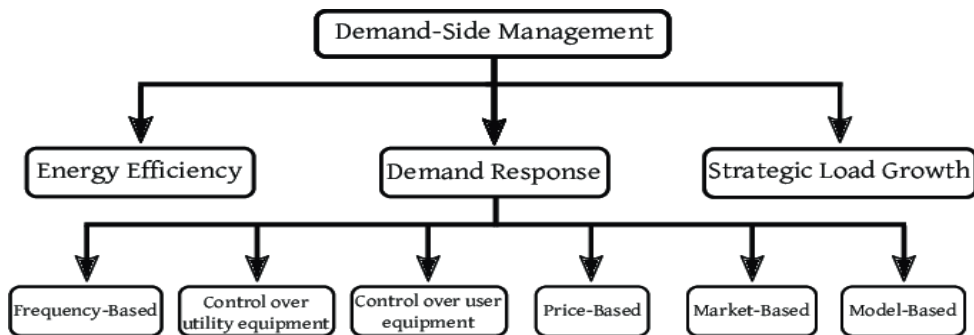 Demand-Side Management
Energy Efficiency
Demand Response
Strategic Load Growth
Frequency-Based
Control over
utility equipment
Control over user
equipment
Price-Based
Market-Based
Model-Based